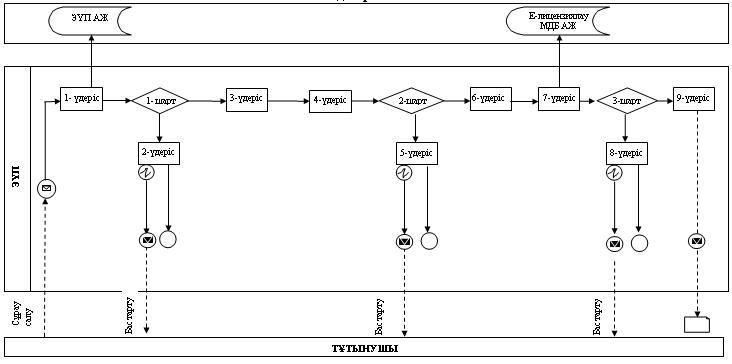 ЭҮП АЖ
Е-лицензиялау
МДБ АЖ
ЭҮП
1- үдеріс
1- шарт
3-үдеріс
4-үдеріс
2-шарт
6-үдеріс
7-үдеріс
3-шарт
9-үдеріс
2-үдеріс
5-үдеріс
8-үдеріс
Сұрау
салу
Бас тарту
Бас тарту
Бас тарту
ТҰТЫНУШЫ